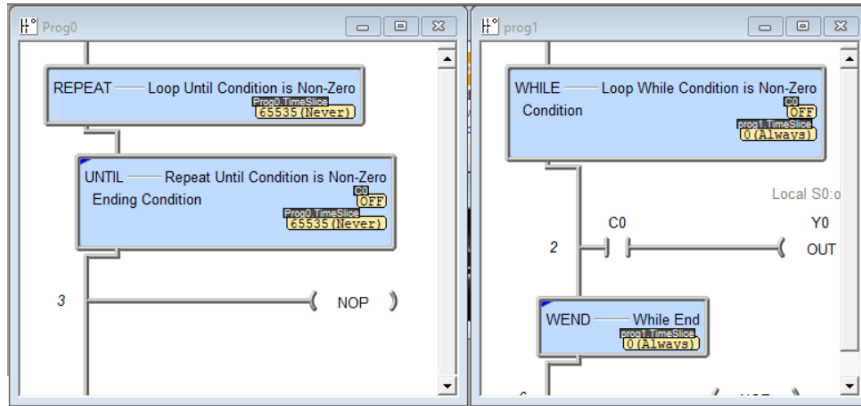 Prog0
REPEAT Loop Until Condition is Non-Zero
Prog0.TimeSlice
65535(Never)
UNTIL Repeat Until Condition is Non-Zero
Ending Condition
C0
OFF
Prog0.TimeSlice
65535(Never)
3
NOP
prog1
WHILE Loop While Condition is Non-Zero
Condition
C0
OFF
prog1.TimeSlice
0(Always)
Local S0:o
C0 Y0
2 OUT
WEND While End
prog1.TimeSlice
0(Always)